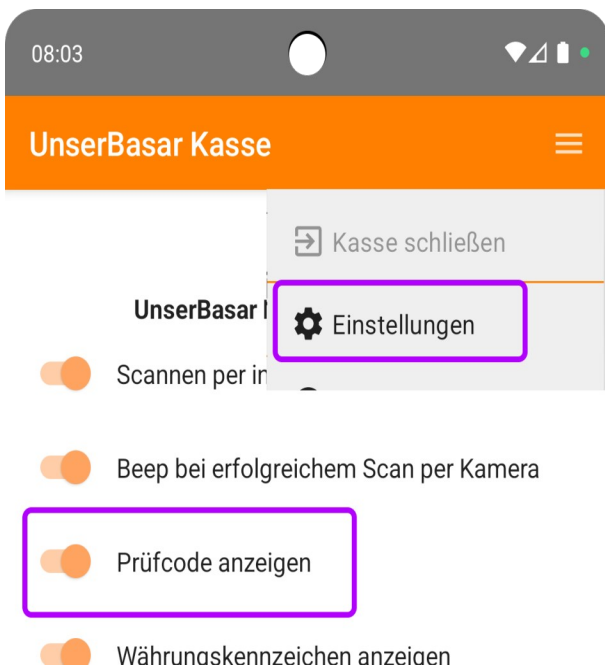 08:03
UnserBasar Kasse
Kasse schließen
UnserBasar
Einstellungen
Scannen per in
Beep bei erfolgreichem Scan per Kamera
Prüfcode anzeigen
Währungskennzeichen anzeigen